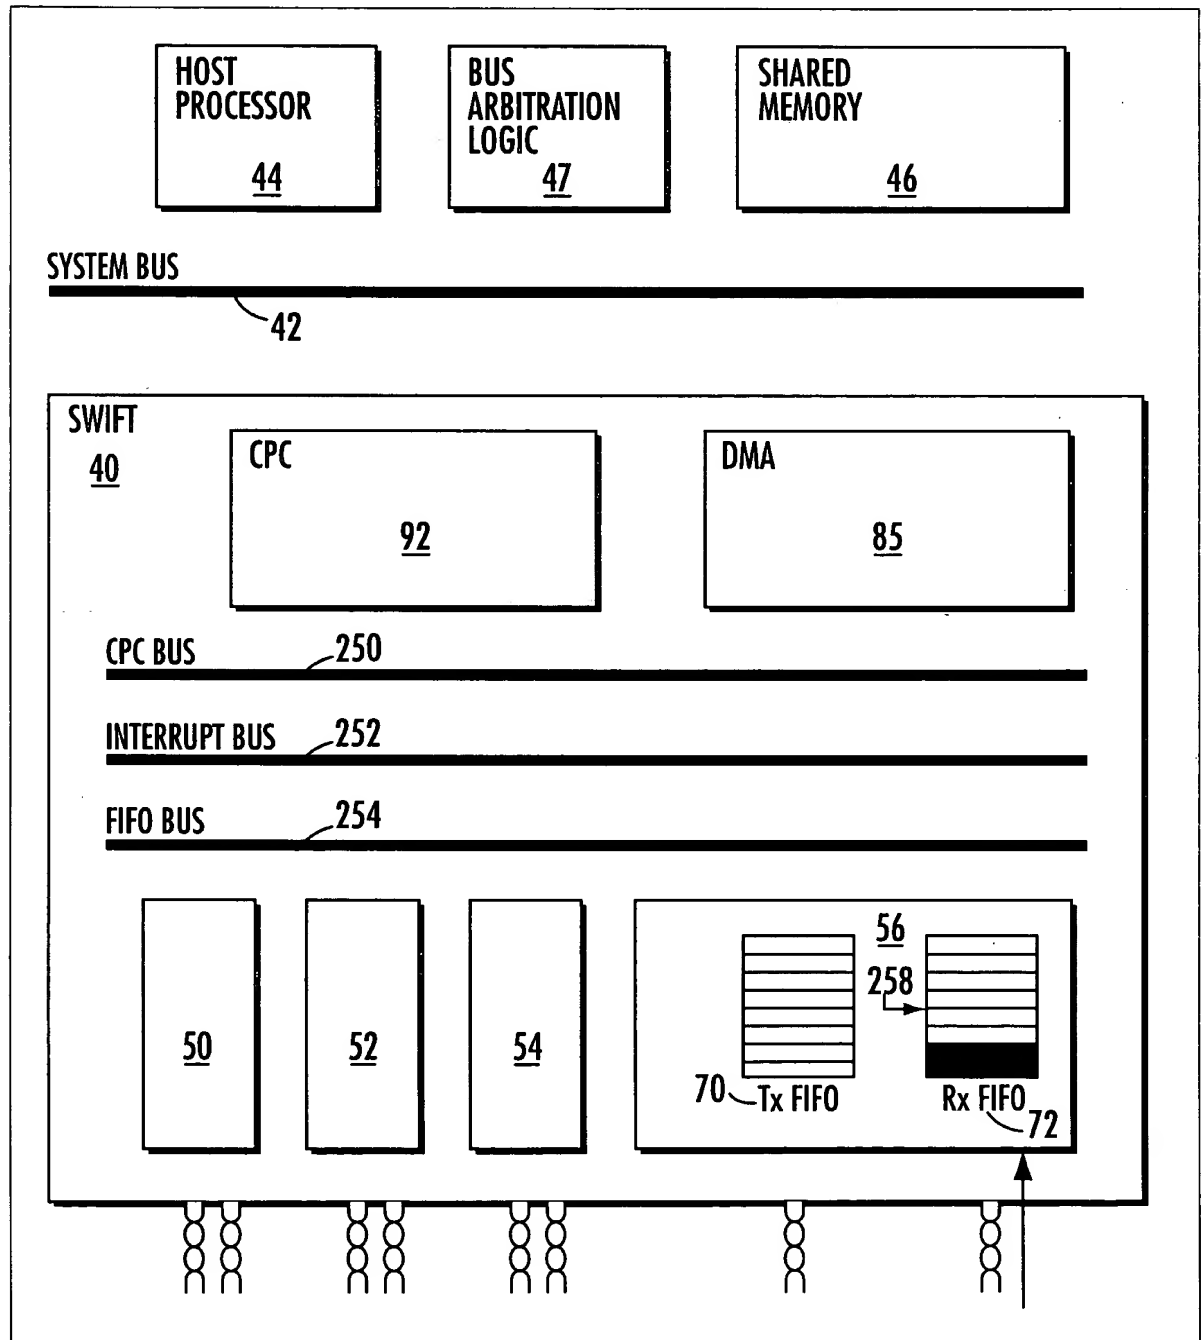 HOST
PROCESSOR
44
BUS
ARBITRATION
LOGIC
47
SHARED
MEMORY
46
SYSTEM BUS
42
SWIFT
40
CPC
92
DMA
85
CPC BUS
250
INTERRUPT BUS
252
FIFO BUS
254
50
52
54
56
258
70
Tx FIFO
Rx FIFO
72